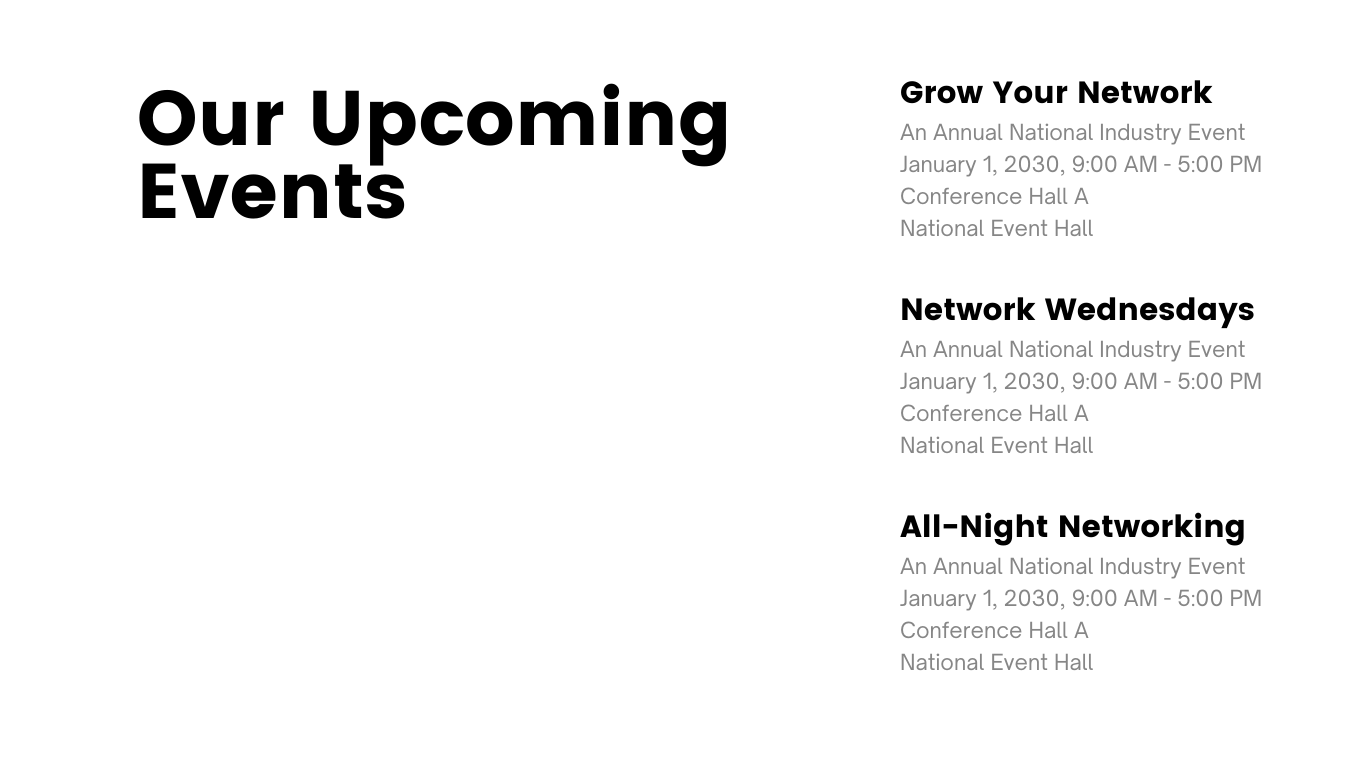 Our Upcoming
Events
Grow Your Network
An Annual National Industry Event
January 1, 2030, 9:00 AM - 5:00 PM
Conference Hall A
National Event Hall
Network Wednesdays
An Annual National Industry Event
January 1, 2030, 9:00 AM - 5:00 PM
Conference Hall A
National Event Hall
All-Night Networking
An Annual National Industry Event
January 1, 2030, 9:00 AM - 5:00 PM
Conference Hall A
National Event Hall